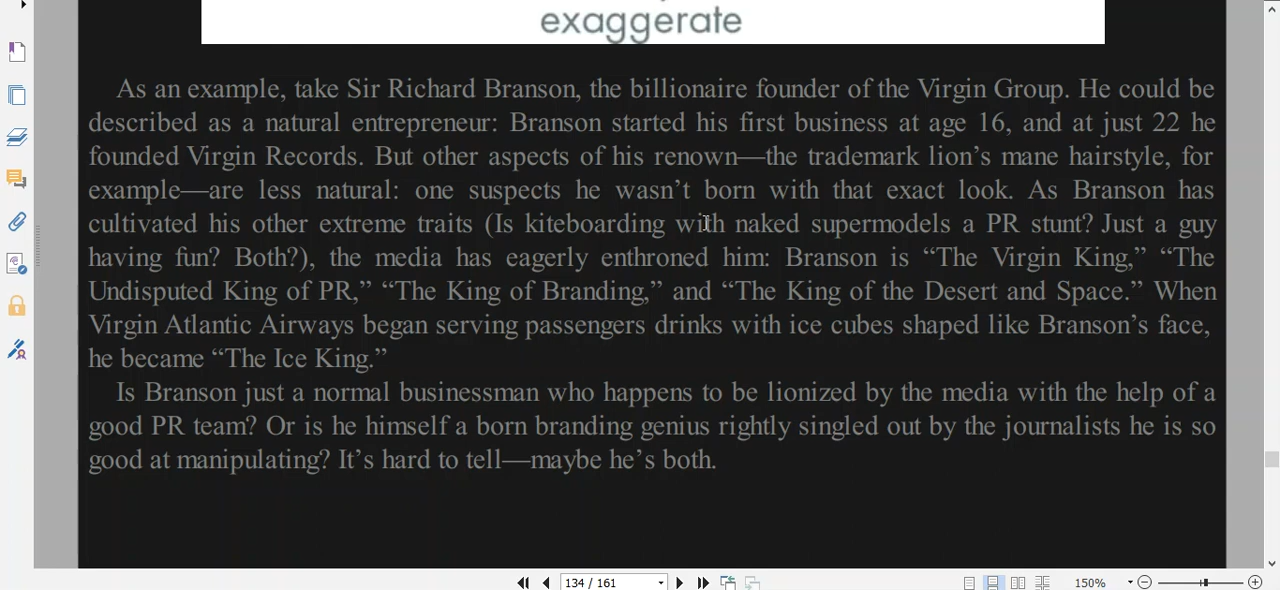 exaggerate
As an example, take Sir Richard Branson, the billionaire founder of the Virgin Group. He could be
described as a natural entrepreneur: Branson started his first business at age 16, and at just 22 he
founded Virgin Records. But other aspects of his renown—the trademark lion’s mane hairstyle, for
example—are less natural: one suspects he wasn’t born with that exact look. As Branson has
cultivated his other extreme traits (Is kiteboarding with naked supermodels a PR stunt? Just a guy
having fun? Both?), the media has eagerly enthroned him: Branson is “The Virgin King,” “The
Undisputed King of PR,” “The King of Branding,” and “The King of the Desert and Space.” When
Virgin Atlantic Airways began serving passengers drinks with ice cubes shaped like Branson’s face,
he became “The Ice King.”
Is Branson just a normal businessman who happens to be lionized by the media with the help of a
good PR team? Or is he himself a born branding genius rightly singled out by the journalists he is so
good at manipulating? It’s hard to tell—maybe he’s both.
134 / 161
150%